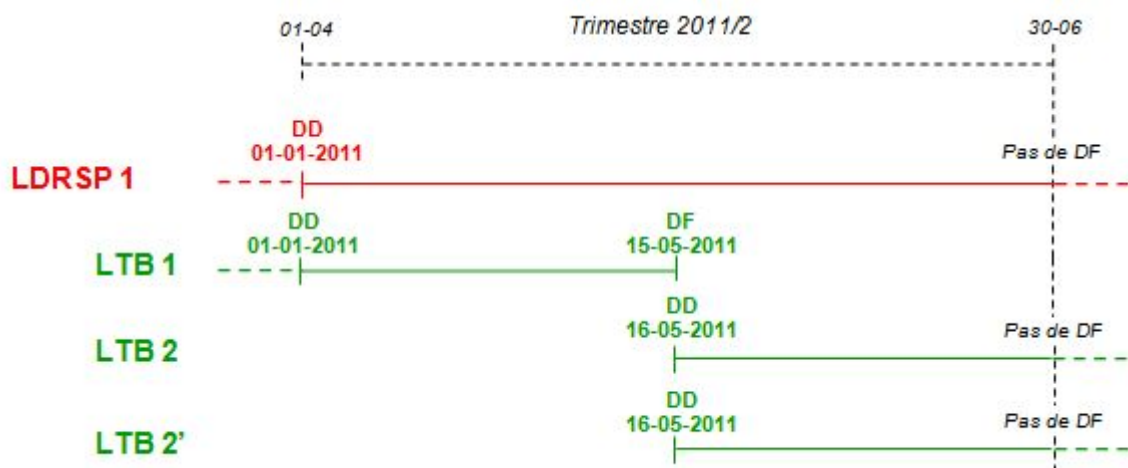 01-04
Trimestre 2011/2
30-06
DD
01-01-2011
Pas de DF
LDRSP 1
DD
01-01-2011
DF
15-05-2011
LTB 1
DD
16-05-2011
Pas de DF
LTB 2
DD
16-05-2011
Pas de DF
LTB 2’